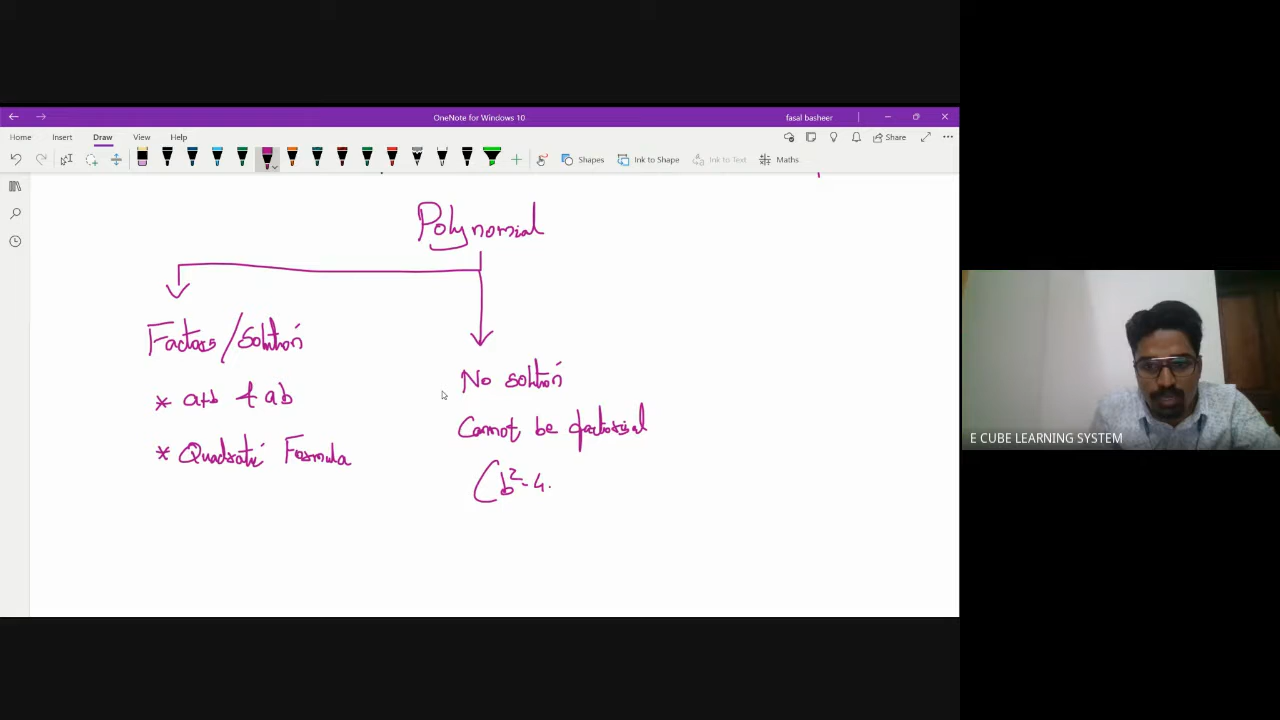 OneNote for Windows 10
fasal basheer
Home Insert Draw View Help
Share
Shapes Ink to Shape Ink to Text Maths
Polynomial
Factors/Solution
* a+b & ab
* Quadratic Formula
No solution
Cannot be factorised
(b²-4.
E CUBE LEARNING SYSTEM